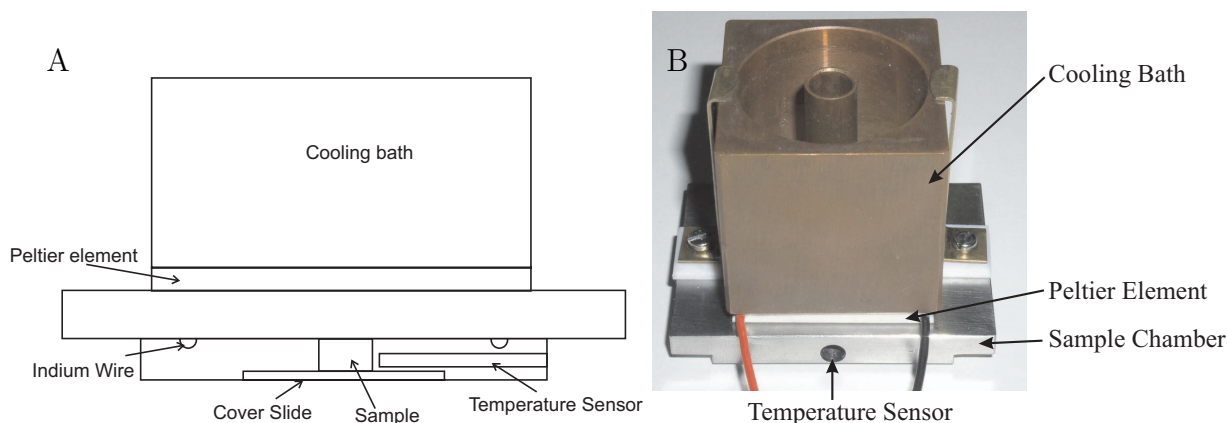 A
Cooling bath
Peltier element
Indium Wire
Cover Slide
Sample
Temperature Sensor
B
Cooling Bath
Peltier Element
Sample Chamber
Temperature Sensor